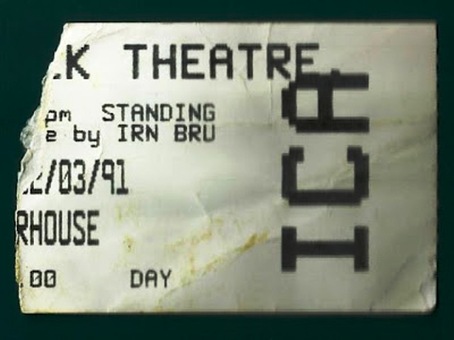 .K THEATRE
pm STANDING
e by IRN BRU
2/03/91
RHOUSE
.00 DAY
ICA